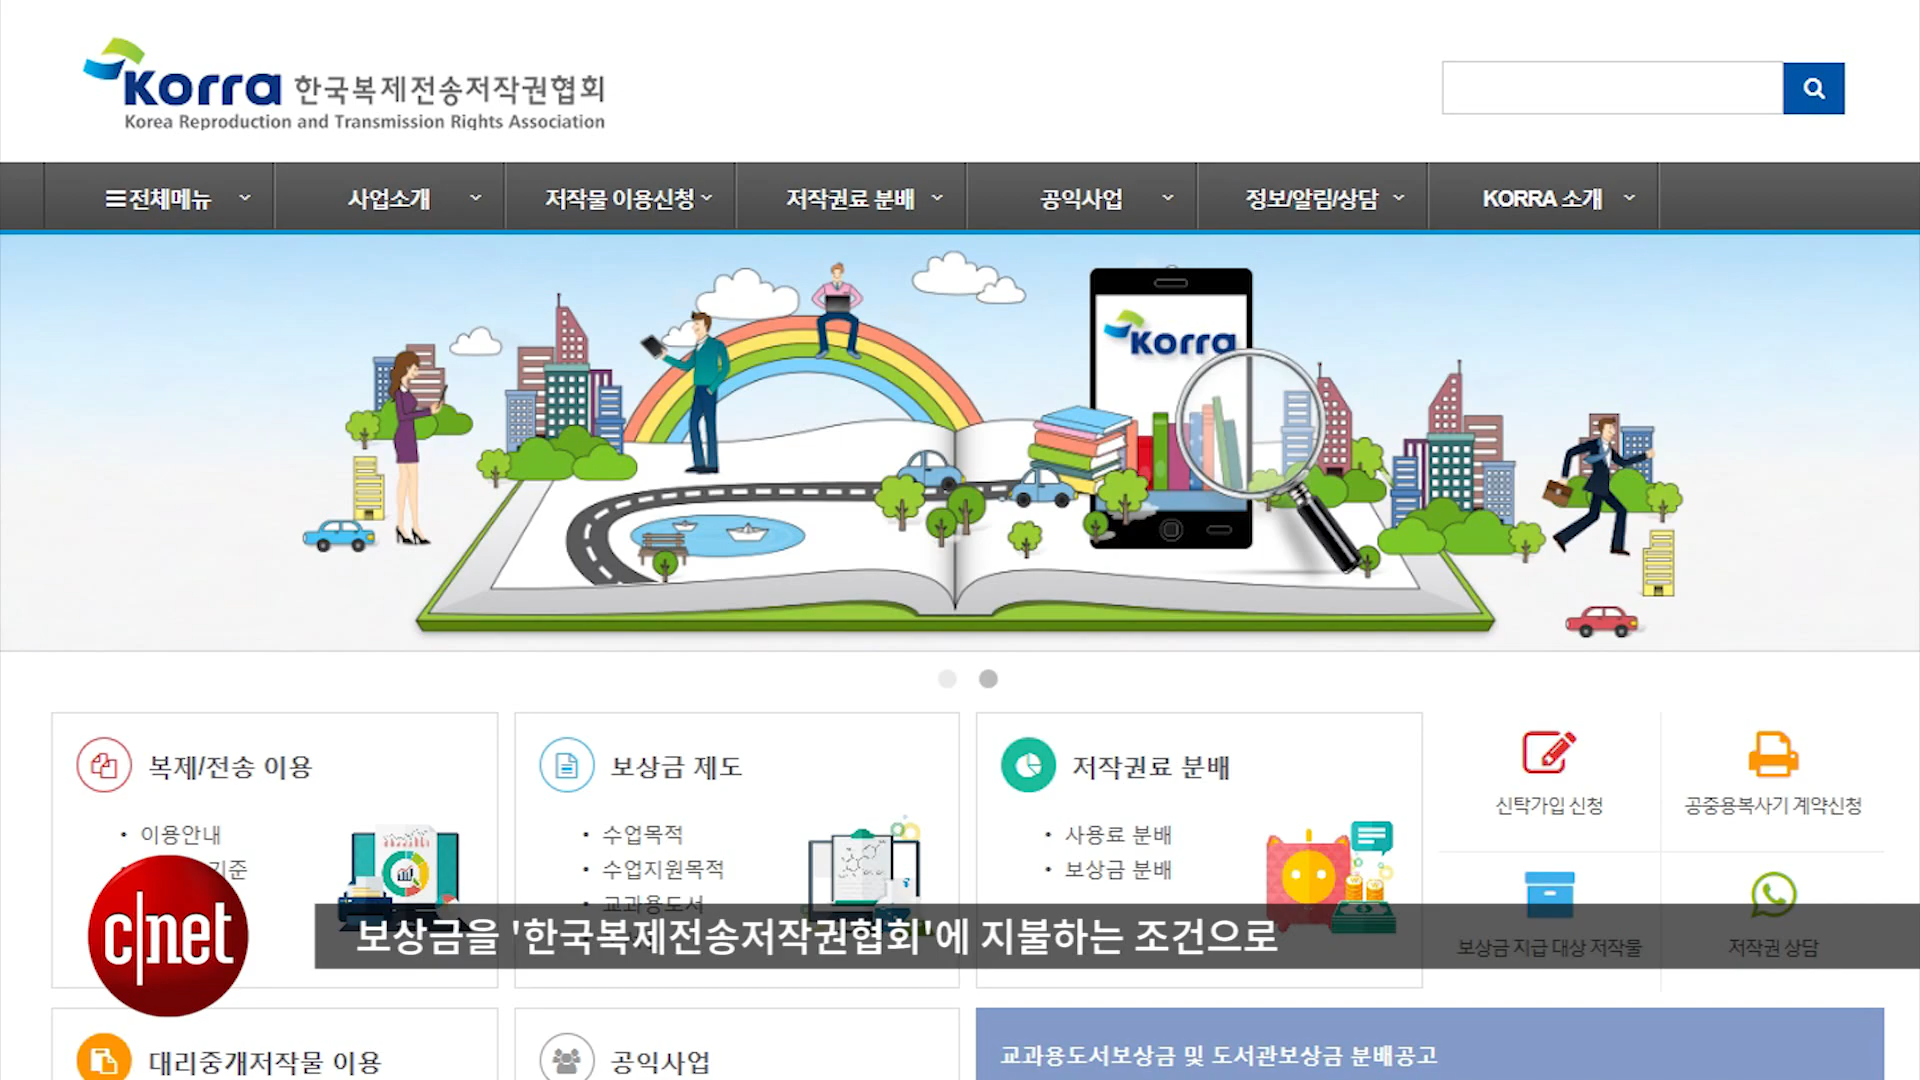 Korra 한국복제전송저작권협회
Korea Reproduction and Transmission Rights Association
전체메뉴 사업소개 저작물 이용신청 저작권료 분배 공익사업 정보/알림/상담 KORRA 소개
Korra
복제/전송 이용
이용안내
기준
보상금 제도
수업목적
수업지원목적
교과용도서
저작권료 분배
사용료 분배
보상금 분배
신탁가입 신청
공중용복사기 계약신청
보상금 지급 대상 저작물
저작권 상담
c|net
보상금을 '한국복제전송저작권협회'에 지불하는 조건으로
대리중개저작물 이용
공익사업
교과용도서보상금 및 도서관보상금 분배공고